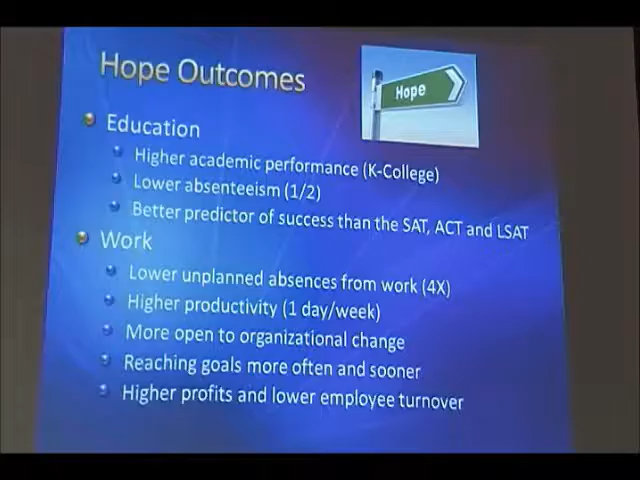 Hope Outcomes
Hope
Education
Higher academic performance (K-College)
Lower absenteeism (1/2)
Better predictor of success than the SAT, ACT and LSAT
Work
Lower unplanned absences from work (4X)
Higher productivity (1 day/week)
More open to organizational change
Reaching goals more often and sooner
Higher profits and lower employee turnover